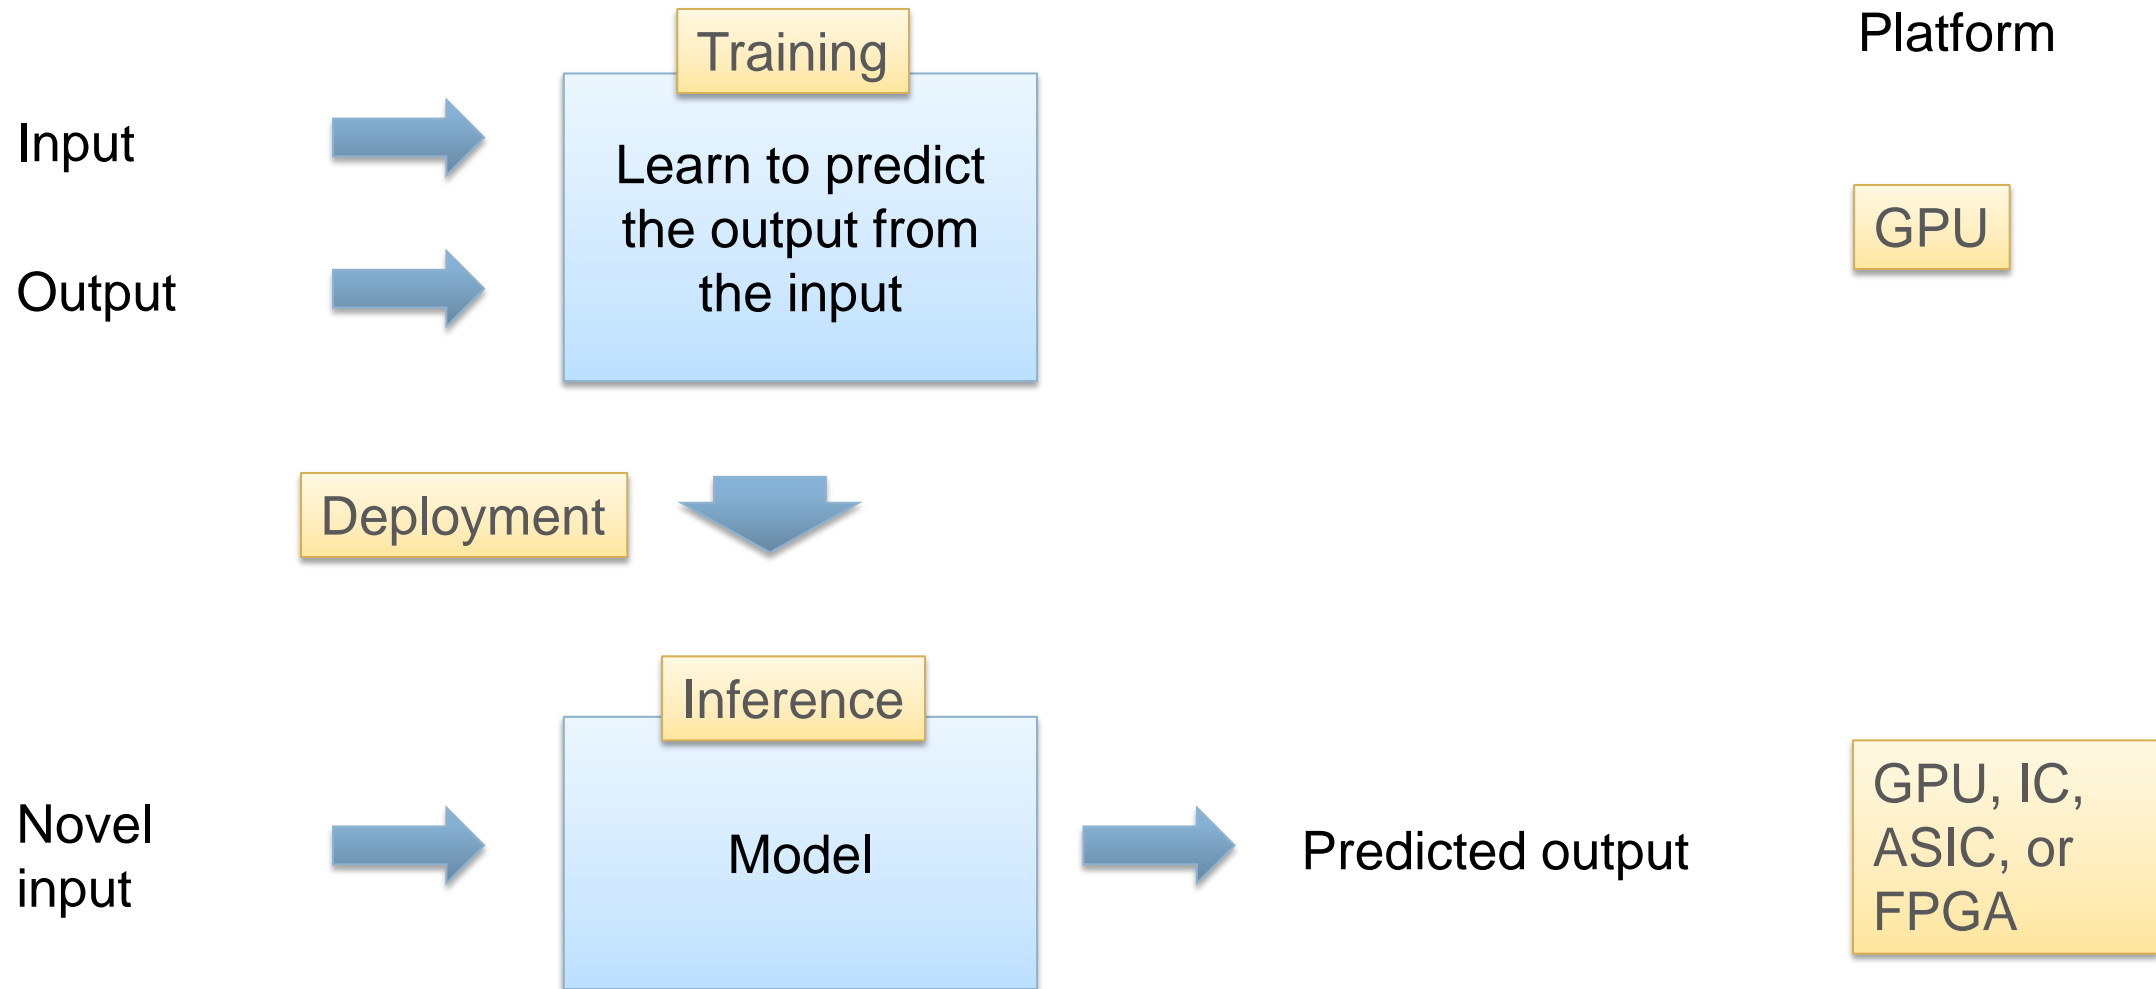 Training
Platform
Input
Learn to predict
the output from
the input
GPU
Output
Deployment
Inference
Novel
input
Model
Predicted output
GPU, IC,
ASIC, or
FPGA